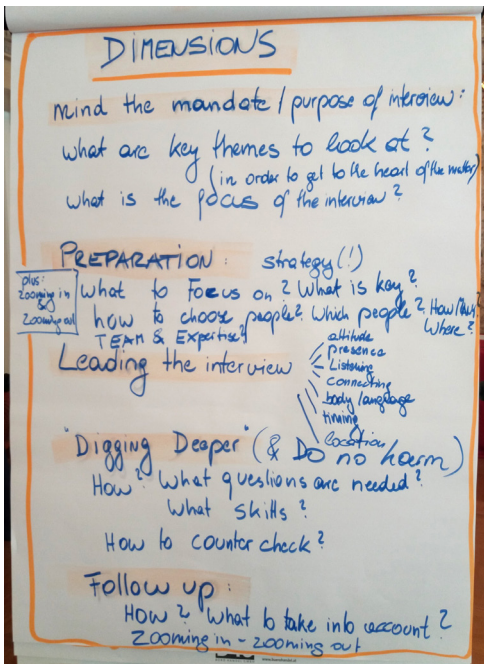 DIMENSIONS
mind the mandate / purpose of interview:
what are key themes to look at?
(in order to get to the heart of the matter)
what is the focus of the interview?
PREPARATION: strategy (!)
plus:
zooming in
&
zooming out
what to Focus on? What is key?
how to choose people? Which people? How Many?
Where?
TEAM & Expertise?
Leading the interview
attitude
presence
Listening
connecting
body language
timing
location
"Digging Deeper" (& Do no harm)
How? What questions are needed?
What skills?
How to counter check?
Follow up:
How? What to take into account?
Zooming in - zooming out